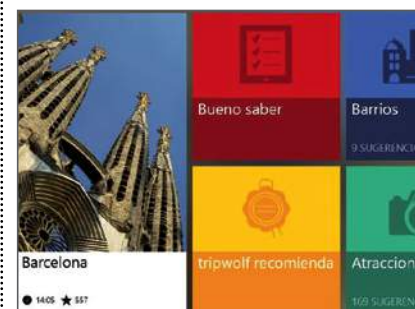 Bueno saber
Barrios
9 SUGERENCI
Barcelona
● 1405 ★ 557
tripwolf recomienda
Atraccion
169 SUGEREN